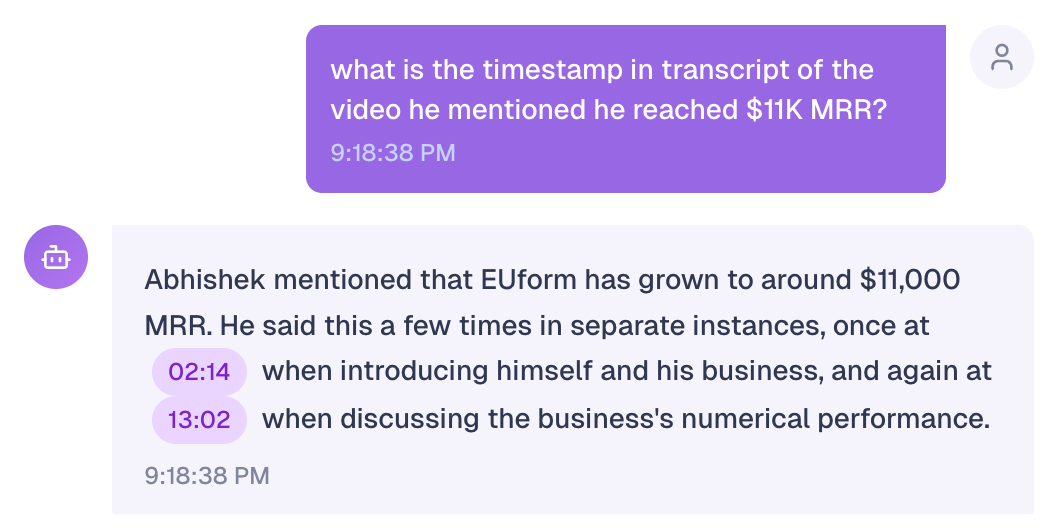 what is the timestamp in transcript of the
video he mentioned he reached $11K MRR?
9:18:38 PM
Abhishek mentioned that EUform has grown to around $11,000
MRR. He said this a few times in separate instances, once at
02:14 when introducing himself and his business, and again at
13:02 when discussing the business's numerical performance.
9:18:38 PM